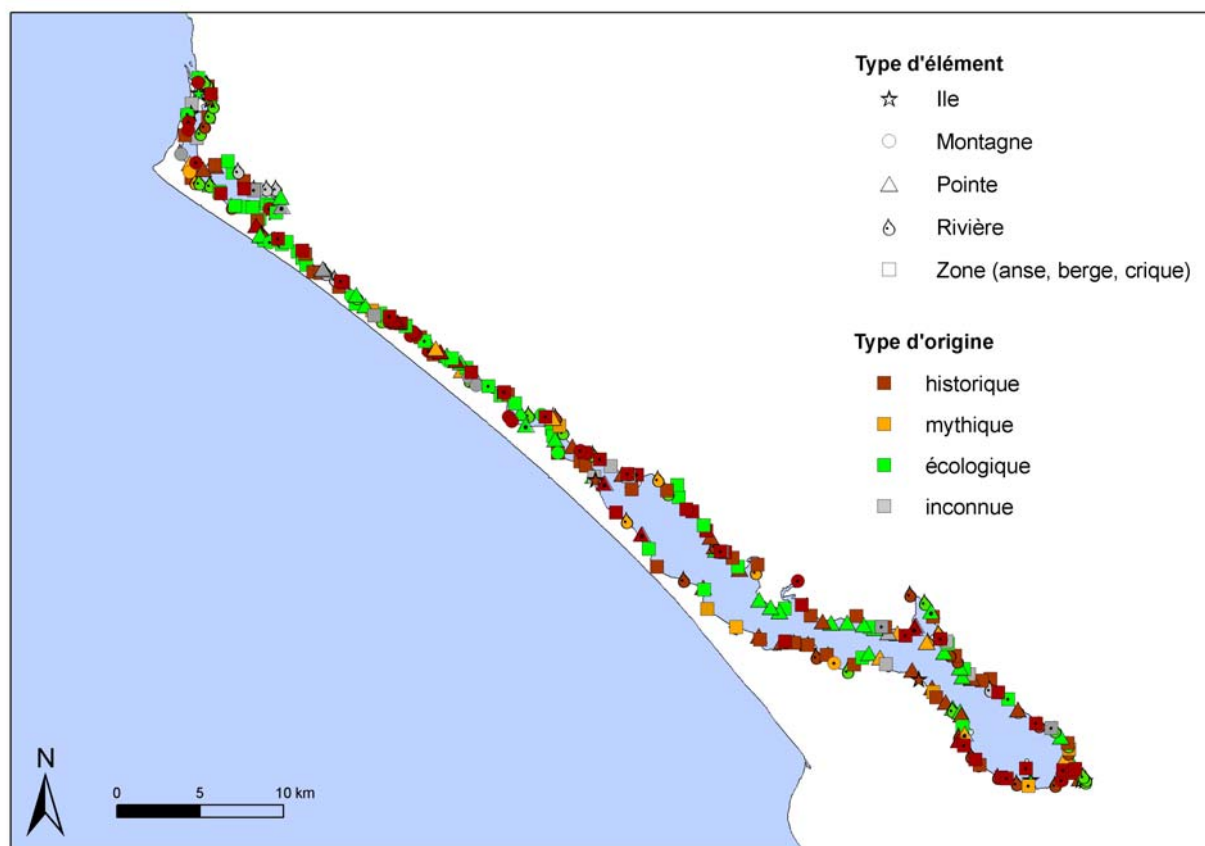 Type d'élément
Ile
Montagne
Pointe
Rivière
Zone (anse, berge, crique)
Type d'origine
historique
mythique
écologique
inconnue
N
0 5 10 km